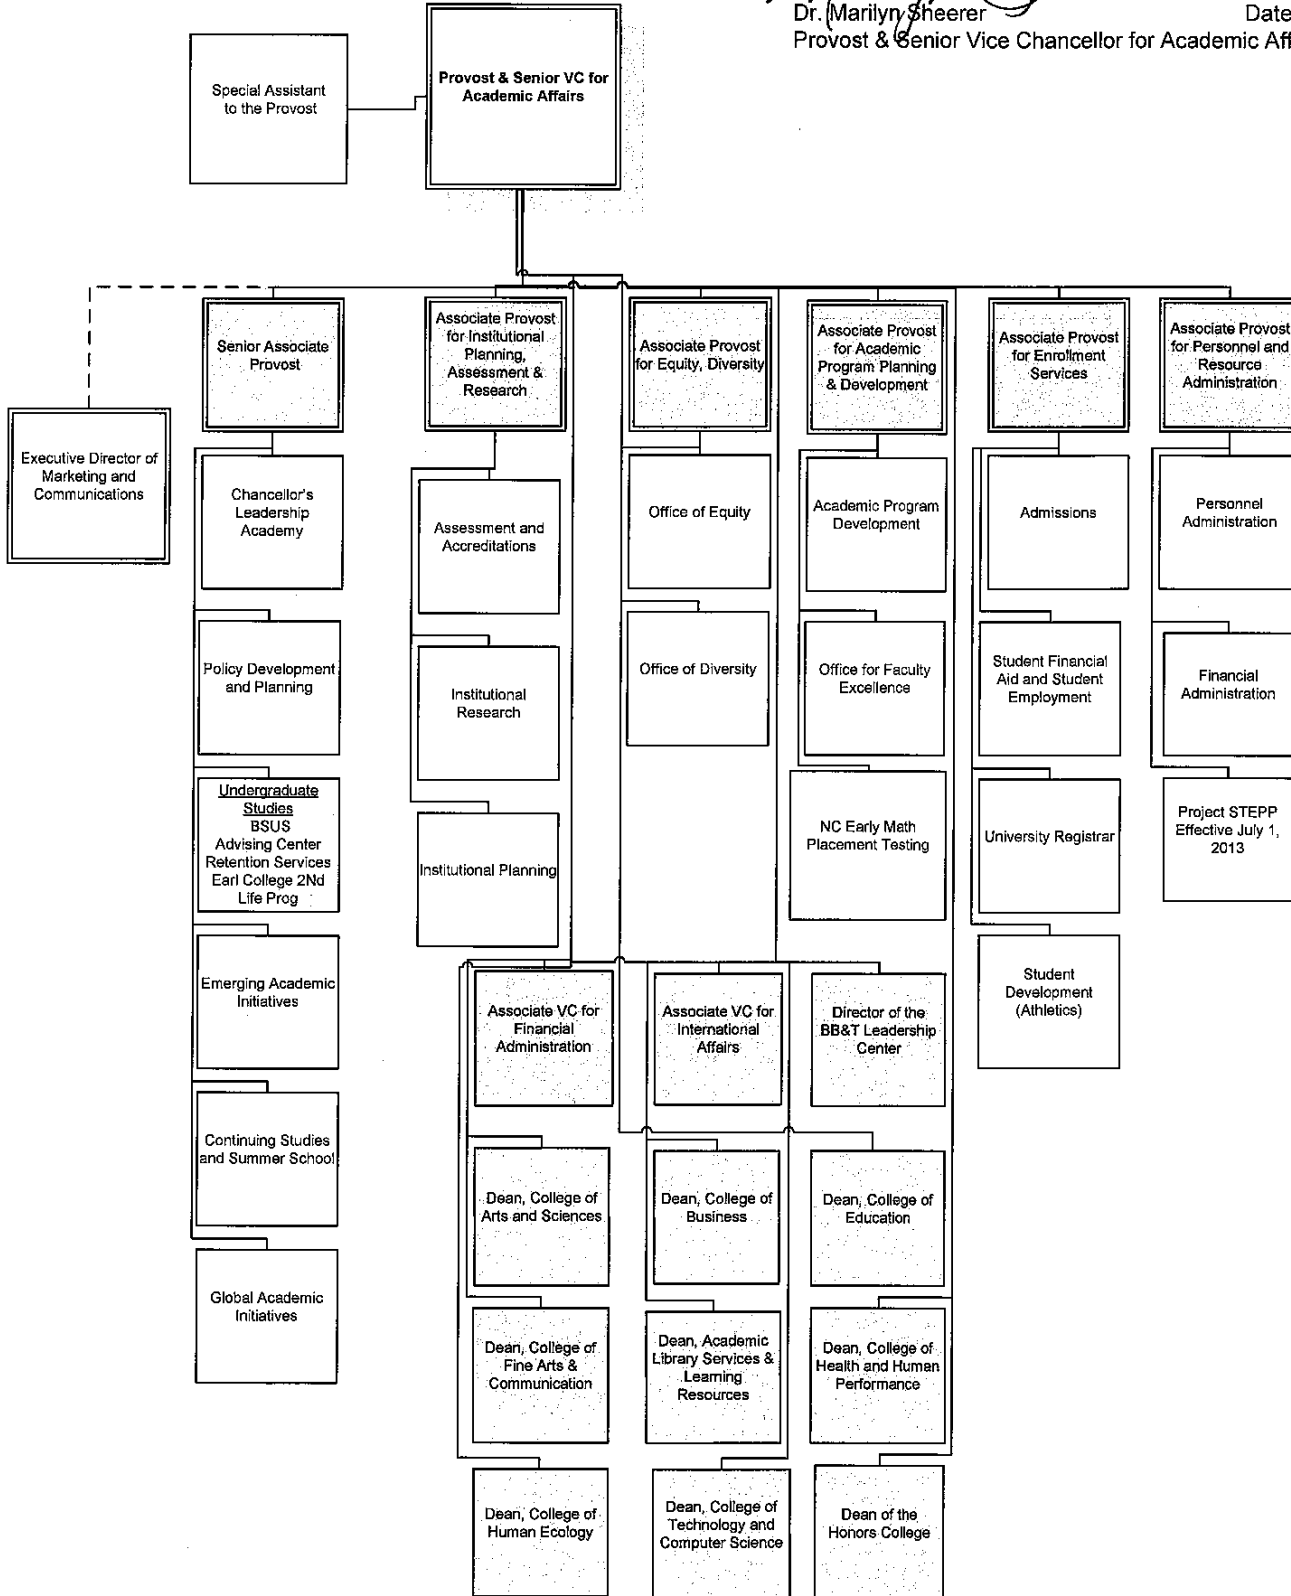 Dr. Marilyn Sheerer Date
Provost & Senior Vice Chancellor for Academic Aff
Special Assistant
to the Provost
Provost & Senior VC for
Academic Affairs
Senior Associate
Provost
Associate Provost
for Institutional
Planning,
Assessment &
Research
Associate Provost
for Equity, Diversity
Associate Provost
for Academic
Program Planning
& Development
Associate Provost
for Enrollment
Services
Associate Provost
for Personnel and
Resource
Administration
Executive Director of
Marketing and
Communications
Chancellor's
Leadership
Academy
Assessment and
Accreditations
Office of Equity
Academic Program
Development
Admissions
Personnel
Administration
Policy Development
and Planning
Institutional
Research
Office of Diversity
Office for Faculty
Excellence
Student Financial
Aid and Student
Employment
Financial
Administration
Undergraduate
Studies
BSUS
Advising Center
Retention Services
Earl College 2Nd
Life Prog
Institutional Planning
NC Early Math
Placement Testing
University Registrar
Project STEPP
Effective July 1,
2013
Emerging Academic
Initiatives
Associate VC for
Financial
Administration
Associate VC for
International
Affairs
Director of the
BB&T Leadership
Center
Student
Development
(Athletics)
Continuing Studies
and Summer School
Dean, College of
Arts and Sciences
Dean, College of
Business
Dean, College of
Education
Global Academic
Initiatives
Dean, College of
Fine Arts &
Communication
Dean, Academic
Library Services &
Learning
Resources
Dean, College of
Health and Human
Performance
Dean, College of
Human Ecology
Dean, College of
Technology and
Computer Science
Dean of the
Honors College